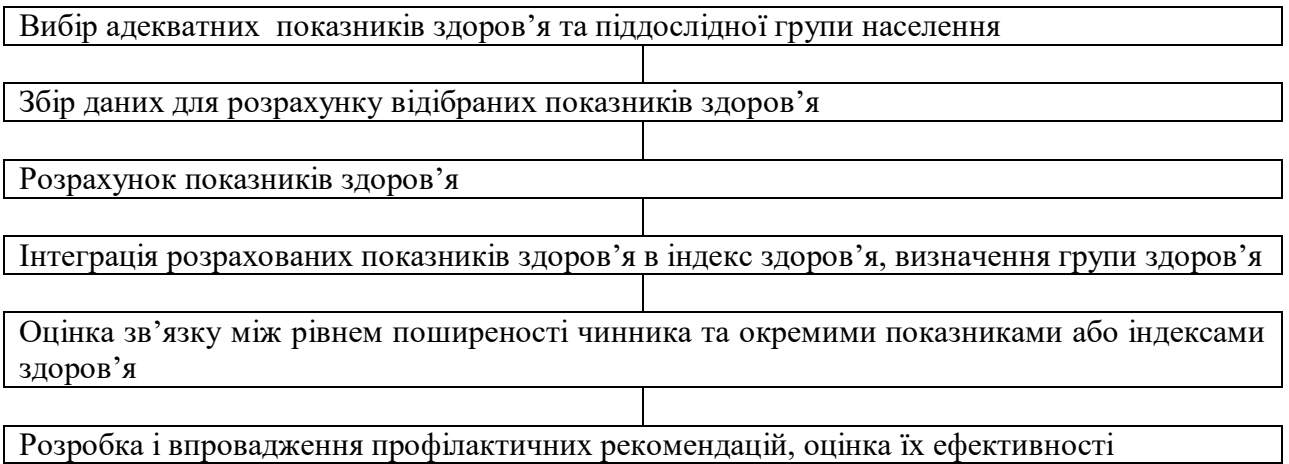 Вибір адекватних показників здоров’я та піддослідної групи населення
Збір даних для розрахунку відібраних показників здоров’я
Розрахунок показників здоров’я
Інтеграція розрахованих показників здоров’я в індекс здоров’я, визначення групи здоров’я
Оцінка зв’язку між рівнем поширеності чинника та окремими показниками або індексами
здоров’я
Розробка і впровадження профілактичних рекомендацій, оцінка їх ефективності